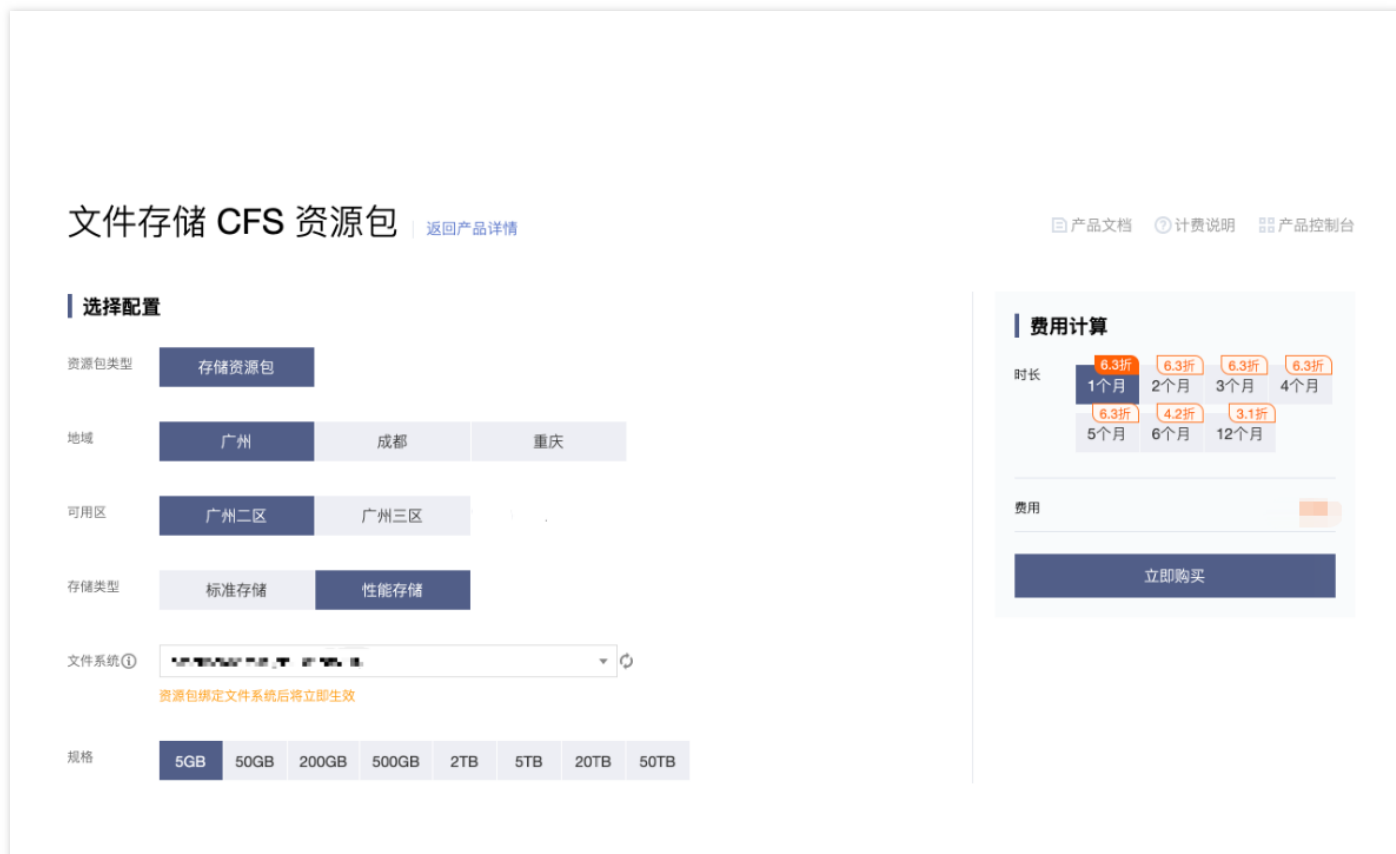 文件存储 CFS 资源包 返回产品详情
产品文档 计费说明 产品控制台
选择配置
资源包类型 存储资源包
地域 广州 成都 重庆
可用区 广州二区 广州三区
存储类型 标准存储 性能存储
文件系统
资源包绑定文件系统后将立即生效
规格 5GB 50GB 200GB 500GB 2TB 5TB 20TB 50TB
费用计算
6.3折 6.3折 6.3折 6.3折
时长 1个月 2个月 3个月 4个月
6.3折 4.2折 3.1折
5个月 6个月 12个月
费用
立即购买